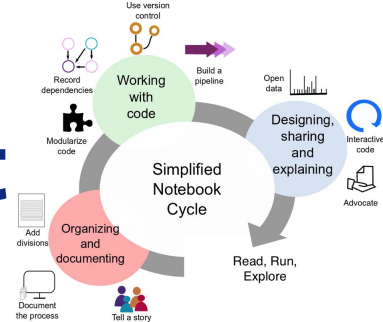 Use version
control
Record
dependencies
Working
with
code
Build a
pipeline
Modularize
code
Open
data
Designing,
sharing
and
explaining
Interactive
code
Advocate
Simplified
Notebook
Cycle
Add
divisions
Organizing
and
documenting
Document
the process
Tell a story
Read, Run,
Explore